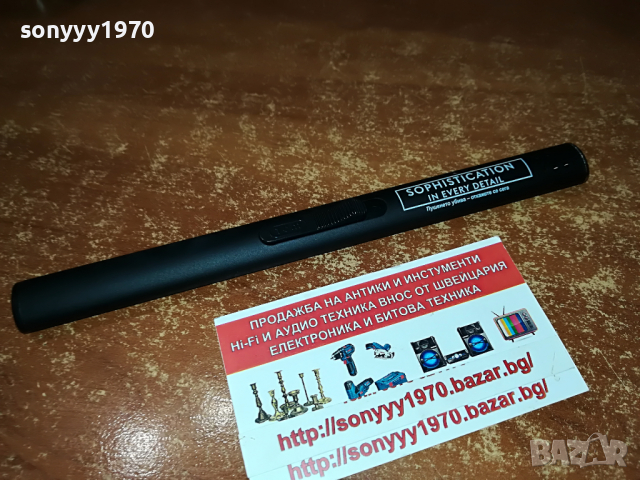 sonyyy1970
SOPHISTICATION
IN EVERY DETAIL
Пушенето убива – откажете се сега
ПРОДАЖБА НА АНТИКИ И ИНСТУМЕНТИ
Hi-Fi И АУДИО ТЕХНИКА ВНОС ОТ ШВЕЙЦАРИЯ
ЕЛЕКТРОНИКА И БИТОВА ТЕХНИКА
http://sonyyy1970.bazar.bg/
http://sonyyy1970.bazar.bg/
BAZAR